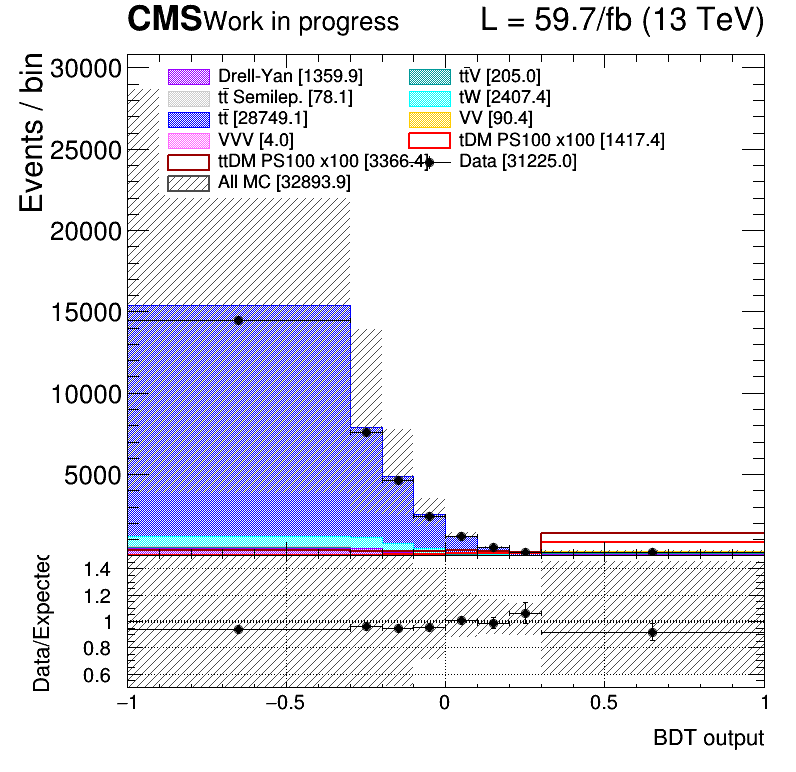 CMS Work in progress L = 59.7/fb (13 TeV)
Events / bin
30000
25000
20000
15000
10000
5000
Drell-Yan [1359.9] tt̄V [205.0]
tt̄ Semilep. [78.1] tW [2407.4]
tt̄ [28749.1] VV [90.4]
VVV [4.0] tDM PS100 x100 [1417.4]
ttDM PS100 x100 [3366.4] Data [31225.0]
All MC [32893.9]
Data/Expected
1.4
1.2
1
0.8
0.6
−1 −0.5 0 0.5 1
BDT output